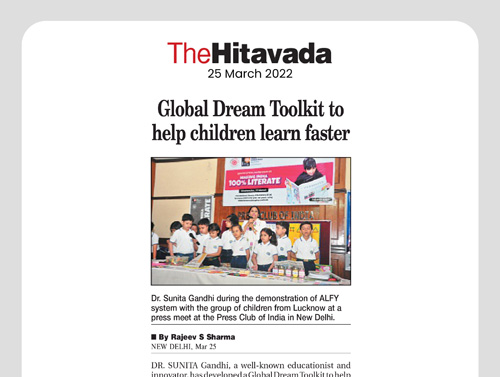 TheHitavada
25 March 2022
Global Dream Toolkit to
help children learn faster
100% LITERATE
Dr. Sunita Gandhi during the demonstration of ALFY
system with the group of children from Lucknow at a
press meet at the Press Club of India in New Delhi.
■ By Rajeev S Sharma
NEW DELHI, Mar 25
DR. SUNITA Gandhi, a well-known educationist and
innovator, has developed a Global Dream Toolkit to help